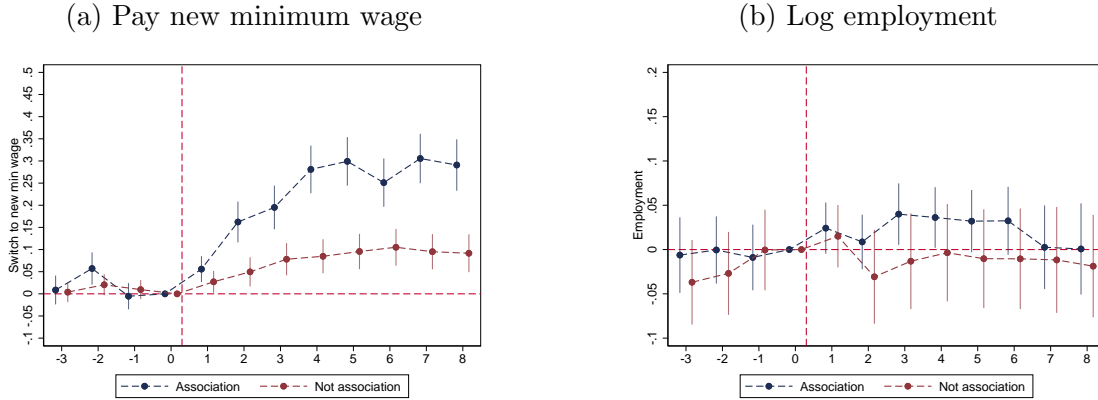 (a) Pay new minimum wage
(b) Log employment
Switch to new min wage
.5
.45
.4
.35
.3
.25
.2
.15
.1
.05
0
-.05
-.1
-3 -2 -1 0 1 2 3 4 5 6 7 8
Association Not association
Employment
.2
.15
.1
.05
0
-.05
-.1
-3 -2 -1 0 1 2 3 4 5 6 7 8
Association Not association